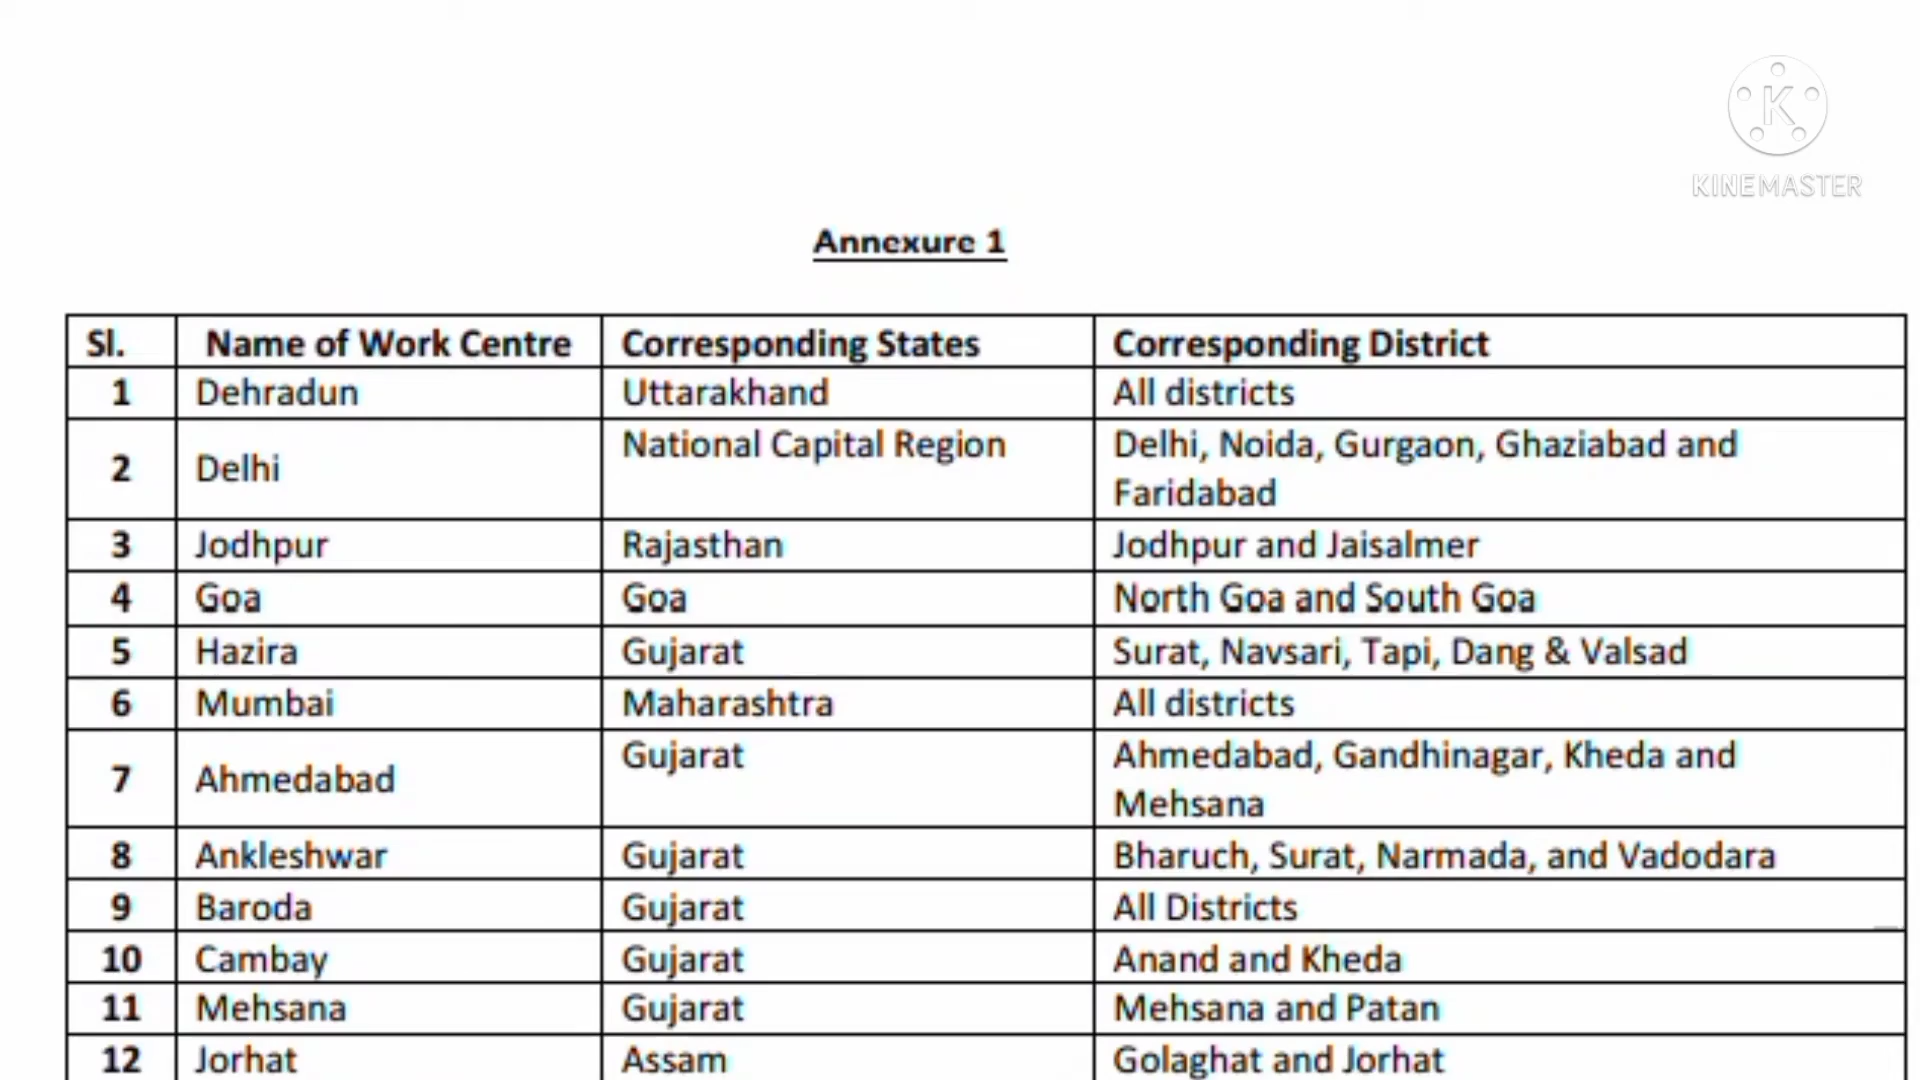 K
KINEMASTER
Annexure 1
Sl. Name of Work Centre Corresponding States Corresponding District
1 Dehradun Uttarakhand All districts
2 Delhi National Capital Region Delhi, Noida, Gurgaon, Ghaziabad and
Faridabad
3 Jodhpur Rajasthan Jodhpur and Jaisalmer
4 Goa Goa North Goa and South Goa
5 Hazira Gujarat Surat, Navsari, Tapi, Dang & Valsad
6 Mumbai Maharashtra All districts
7 Ahmedabad Gujarat Ahmedabad, Gandhinagar, Kheda and
Mehsana
8 Ankleshwar Gujarat Bharuch, Surat, Narmada, and Vadodara
9 Baroda Gujarat All Districts
10 Cambay Gujarat Anand and Kheda
11 Mehsana Gujarat Mehsana and Patan
12 Jorhat Assam Golaghat and Jorhat